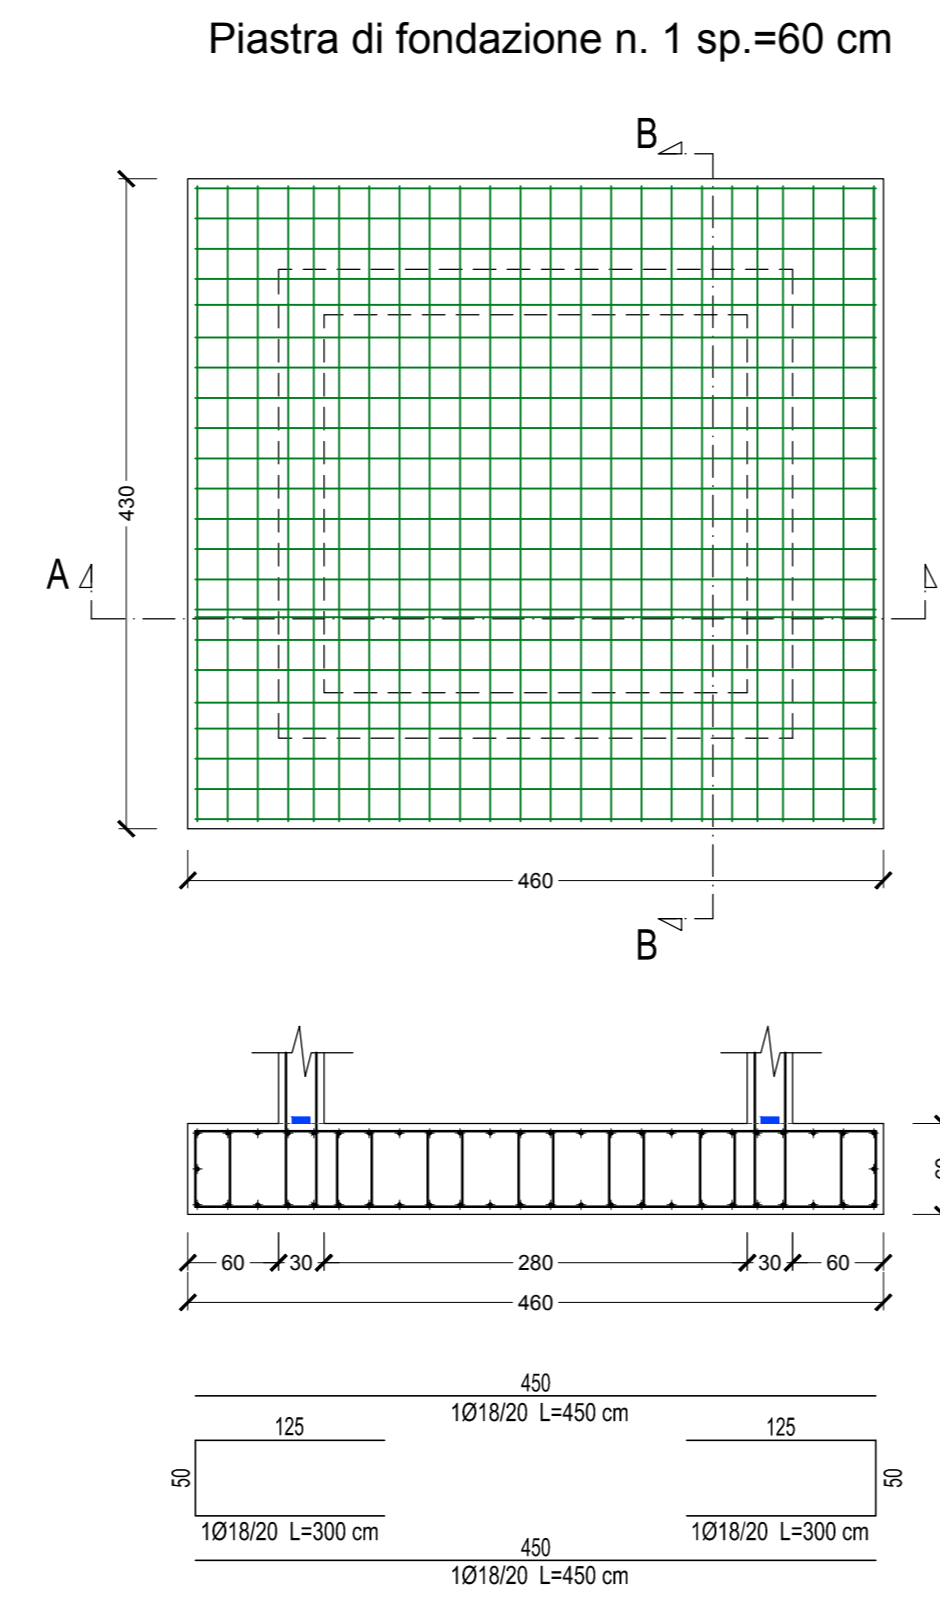 Piastra di fondazione n. 1 sp.=60 cm
B
430
A
460
B
60 30 280 30 60
460
450
1Ø18/20 L=450 cm
125 125
50 50
1Ø18/20 L=300 cm 1Ø18/20 L=300 cm
450
1Ø18/20 L=450 cm